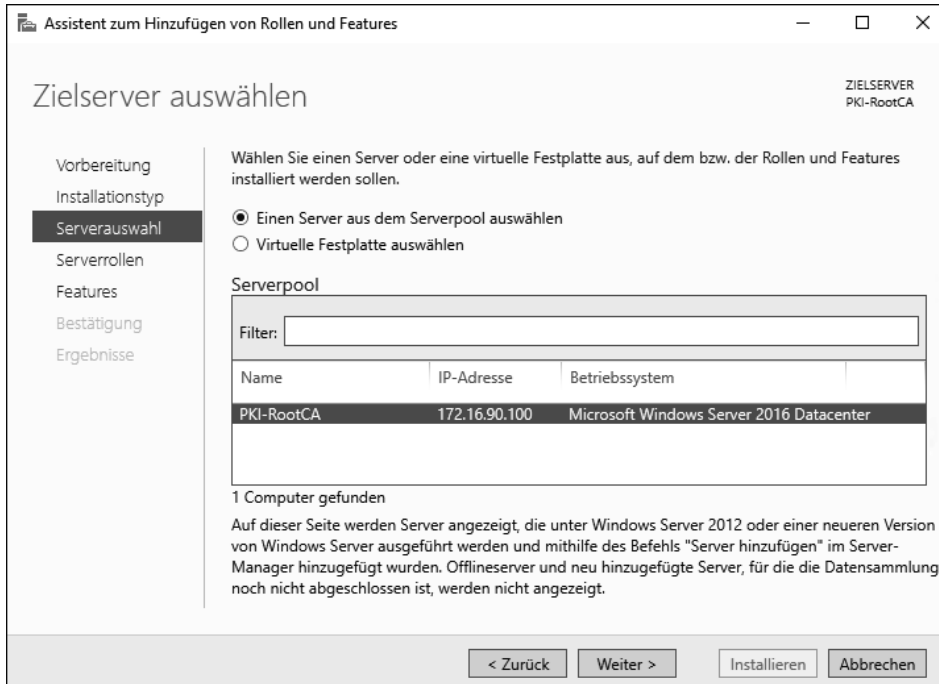 Assistent zum Hinzufügen von Rollen und Features
Zielserver auswählen
ZIELSERVER
PKI-RootCA
Vorbereitung
Installationstyp
Serverauswahl
Serverrollen
Features
Bestätigung
Ergebnisse
Wählen Sie einen Server oder eine virtuelle Festplatte aus, auf dem bzw. der Rollen und Features
installiert werden sollen.
Einen Server aus dem Serverpool auswählen
Virtuelle Festplatte auswählen
Serverpool
Filter:
Name IP-Adresse Betriebssystem
PKI-RootCA 172.16.90.100 Microsoft Windows Server 2016 Datacenter
1 Computer gefunden
Auf dieser Seite werden Server angezeigt, die unter Windows Server 2012 oder einer neueren Version
von Windows Server ausgeführt werden und mithilfe des Befehls "Server hinzufügen" im Server-
Manager hinzugefügt wurden. Offlineserver und neu hinzugefügte Server, für die die Datensammlung
noch nicht abgeschlossen ist, werden nicht angezeigt.
< Zurück Weiter > Installieren Abbrechen